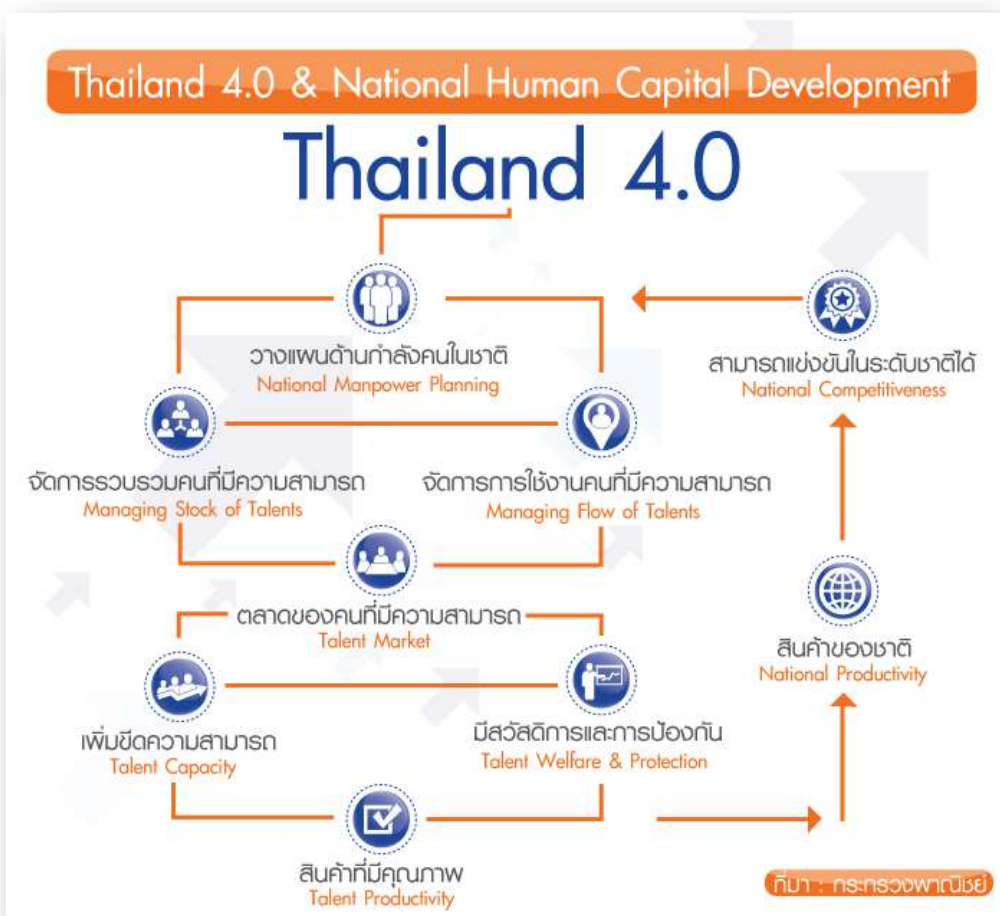 Thailand 4.0 & National Human Capital Development
Thailand 4.0
วางแผนด้านกำลังคนในชาติ
National Manpower Planning
สามารถแข่งขันในระดับชาติได้
National Competitiveness
จัดการรวบรวมคนที่มีความสามารถ
Managing Stock of Talents
จัดการการใช้งานคนที่มีความสามารถ
Managing Flow of Talents
ตลาดของคนที่มีความสามารถ
Talent Market
สินค้าของชาติ
National Productivity
เพิ่มขีดความสามารถ
Talent Capacity
มีสวัสดิการและการป้องกัน
Talent Welfare & Protection
สินค้าที่มีคุณภาพ
Talent Productivity
ที่มา : กระทรวงพาณิชย์